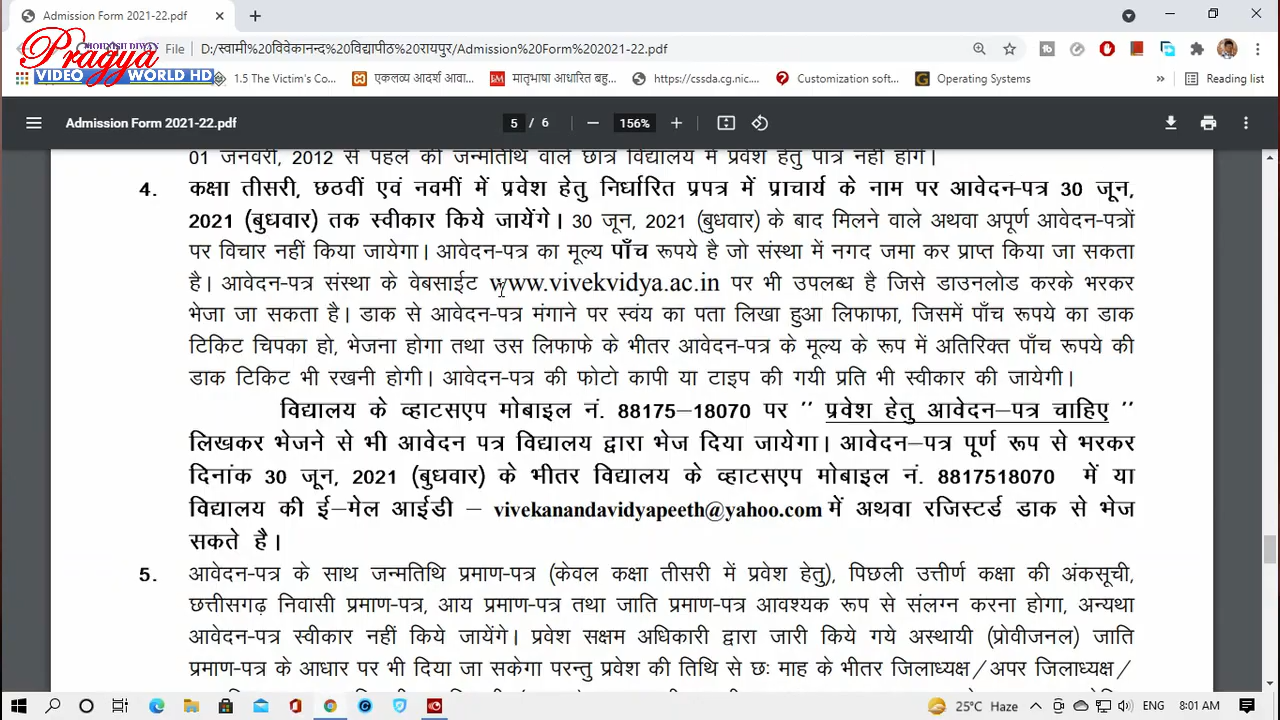 Admission Form 2021-22.pdf
File D:/स्वामी%20विवेकानन्द%20विद्यापीठ%20रायपुर/Admission%20Form%202021-22.pdf
MOHNISH DIWAN
Pragya
VIDEO WORLD HD
1.5 The Victim's Co... एकलव्य आदर्श आवा... मातृभाषा आधारित बहु... https://cssda.cg.nic.... Customization soft... Operating Systems » Reading list
Admission Form 2021-22.pdf 5 / 6 156%
01 जनवरी, 2012 से पहले की जन्मतिथि वाले छात्र विद्यालय में प्रवेश हेतु पात्र नहीं होंगे।
4. कक्षा तीसरी, छठवीं एवं नवमीं में प्रवेश हेतु निर्धारित प्रपत्र में प्राचार्य के नाम पर आवेदन-पत्र 30 जून,
2021 (बुधवार) तक स्वीकार किये जायेंगे। 30 जून, 2021 (बुधवार) के बाद मिलने वाले अथवा अपूर्ण आवेदन-पत्रों
पर विचार नहीं किया जायेगा। आवेदन-पत्र का मूल्य पाँच रूपये है जो संस्था में नगद जमा कर प्राप्त किया जा सकता
है। आवेदन-पत्र संस्था के वेबसाईट www.vivekvidya.ac.in पर भी उपलब्ध है जिसे डाउनलोड करके भरकर
भेजा जा सकता है। डाक से आवेदन-पत्र मंगाने पर स्वंय का पता लिखा हुआ लिफाफा, जिसमें पाँच रूपये का डाक
टिकिट चिपका हो, भेजना होगा तथा उस लिफाफे के भीतर आवेदन-पत्र के मूल्य के रूप में अतिरिक्त पाँच रूपये की
डाक टिकिट भी रखनी होगी। आवेदन-पत्र की फोटो कापी या टाइप की गयी प्रति भी स्वीकार की जायेगी।
विद्यालय के व्हाटसएप मोबाइल नं. 88175–18070 पर '' प्रवेश हेतु आवेदन–पत्र चाहिए ''
लिखकर भेजने से भी आवेदन पत्र विद्यालय द्वारा भेज दिया जायेगा। आवेदन–पत्र पूर्ण रूप से भरकर
दिनांक 30 जून, 2021 (बुधवार) के भीतर विद्यालय के व्हाटसएप मोबाइल नं. 8817518070 में या
विद्यालय की ई–मेल आईडी – vivekanandavidyapeeth@yahoo.com में अथवा रजिस्टर्ड डाक से भेज
सकते है।
5. आवेदन-पत्र के साथ जन्मतिथि प्रमाण-पत्र (केवल कक्षा तीसरी में प्रवेश हेतु), पिछली उत्तीर्ण कक्षा की अंकसूची,
छत्तीसगढ़ निवासी प्रमाण-पत्र, आय प्रमाण-पत्र तथा जाति प्रमाण-पत्र आवश्यक रूप से संलग्न करना होगा, अन्यथा
आवेदन-पत्र स्वीकार नहीं किये जायेंगे। प्रवेश सक्षम अधिकारी द्वारा जारी किये गये अस्थायी (प्रोवीजनल) जाति
प्रमाण-पत्र के आधार पर भी दिया जा सकेगा परन्तु प्रवेश की तिथि से छः माह के भीतर जिलाध्यक्ष/अपर जिलाध्यक्ष/
25°C Haze ENG 8:01 AM